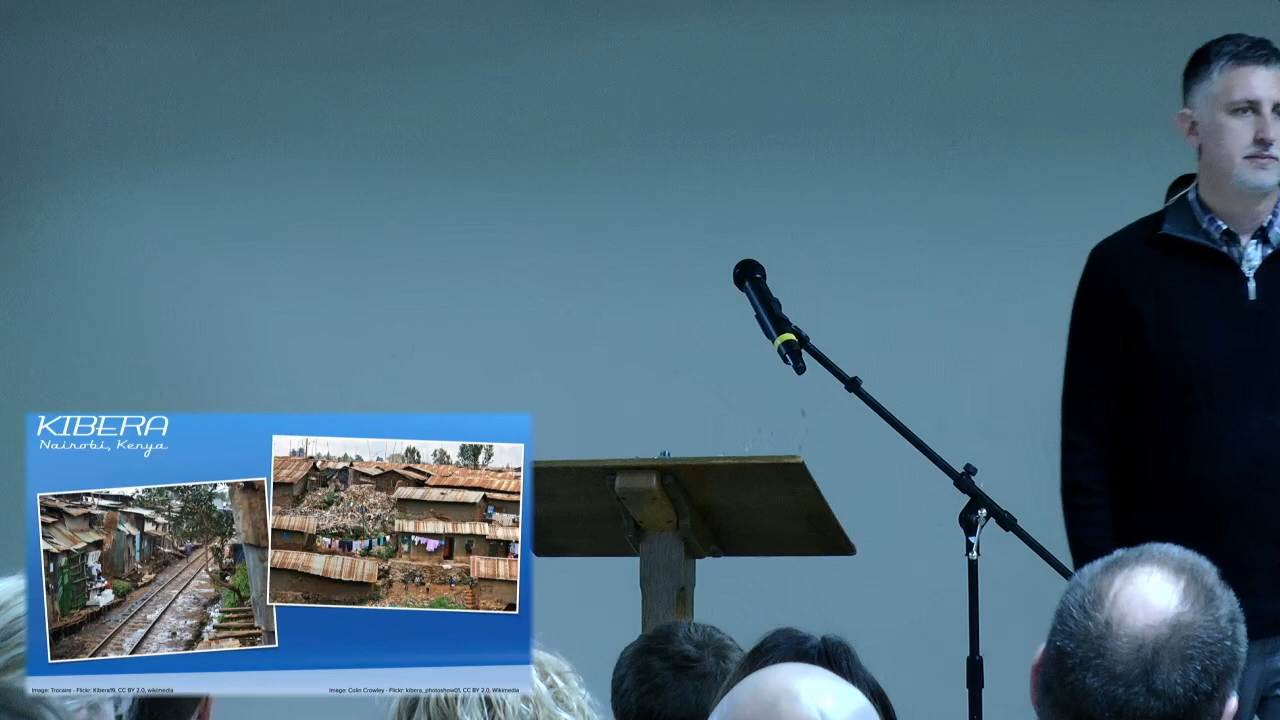 KIBERA
Nairobi, Kenya
Image: Trocaire - Flickr: Kibera19, CC BY 2.0, wikimedia
Image: Colin Crowley - Flickr: kibera_photoshow01, CC BY 2.0, Wikimedia